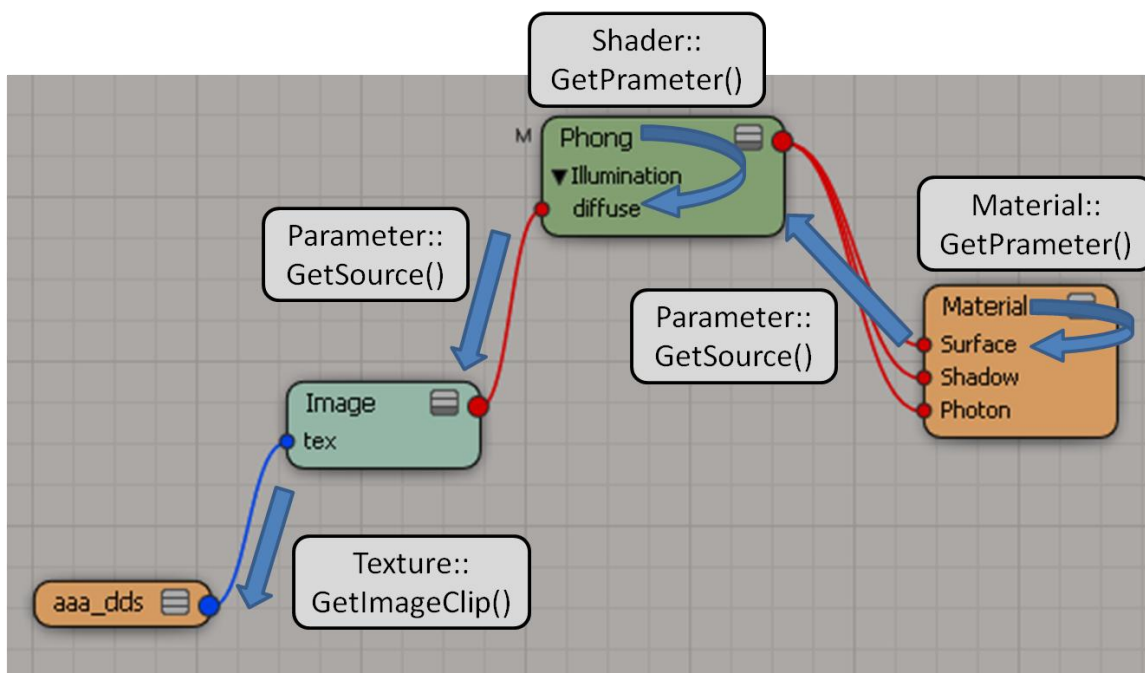 Shader::
GetPrameter()
M
Phong
Illumination
diffuse
Material::
GetPrameter()
Parameter::
GetSource()
Parameter::
GetSource()
Material
Surface
Shadow
Photon
Image
tex
Texture::
GetImageClip()
aaa_dds